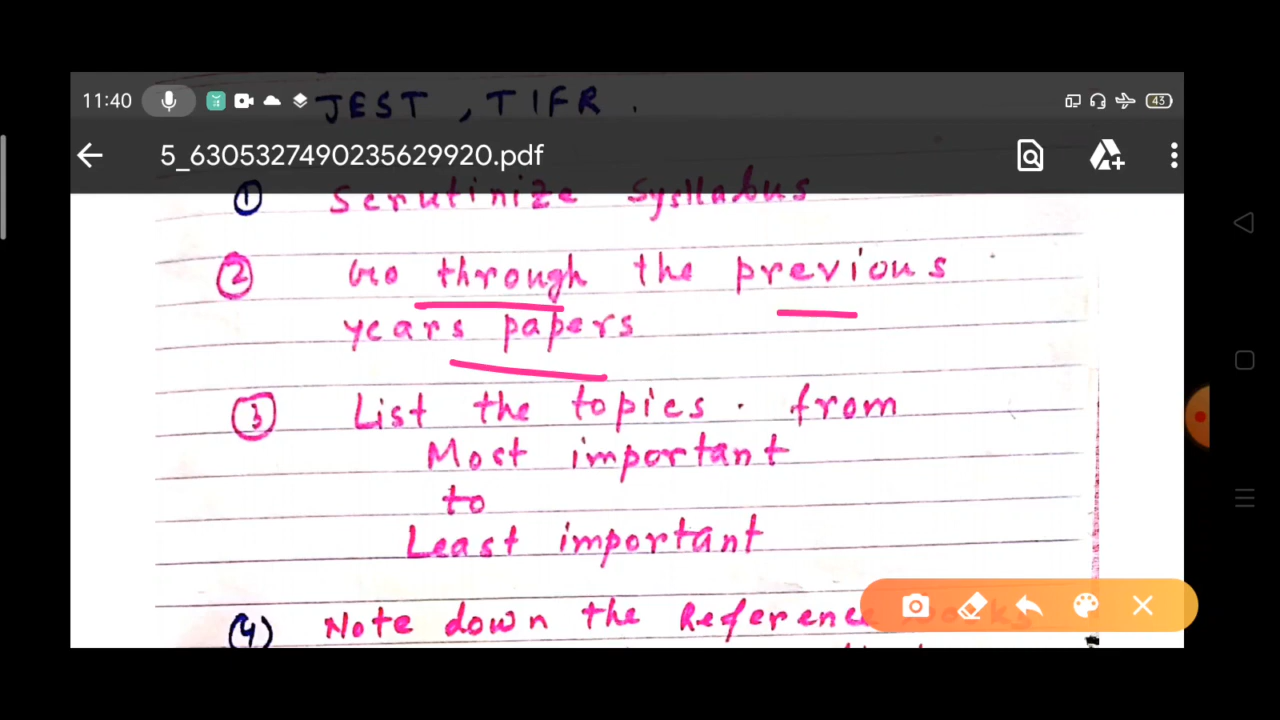 11:40
43
JEST, TIFR.
5_6305327490235629920.pdf
① Scrutinize Syllabus
② Go through the previous
years papers
③ List the topics. from
Most important
to
Least important
(4) Note down the Reference